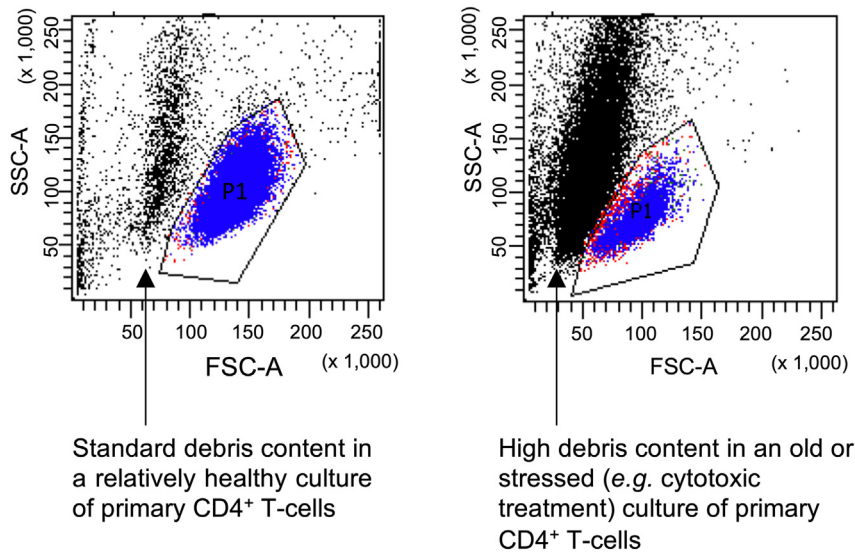 (x 1,000)
250
200
150
100
50
SSC-A
P1
50 100 150 200 250
FSC-A (x 1,000)
Standard debris content in
a relatively healthy culture
of primary CD4⁺ T-cells
(x 1,000)
250
200
150
100
50
SSC-A
P1
50 100 150 200 250
FSC-A (x 1,000)
High debris content in an old or
stressed (e.g. cytotoxic
treatment) culture of primary
CD4⁺ T-cells